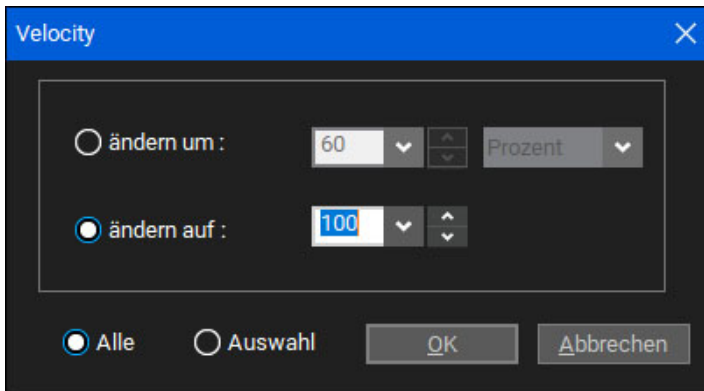 Velocity
ändern um : 60 Prozent
ändern auf : 100
Alle Auswahl OK Abbrechen